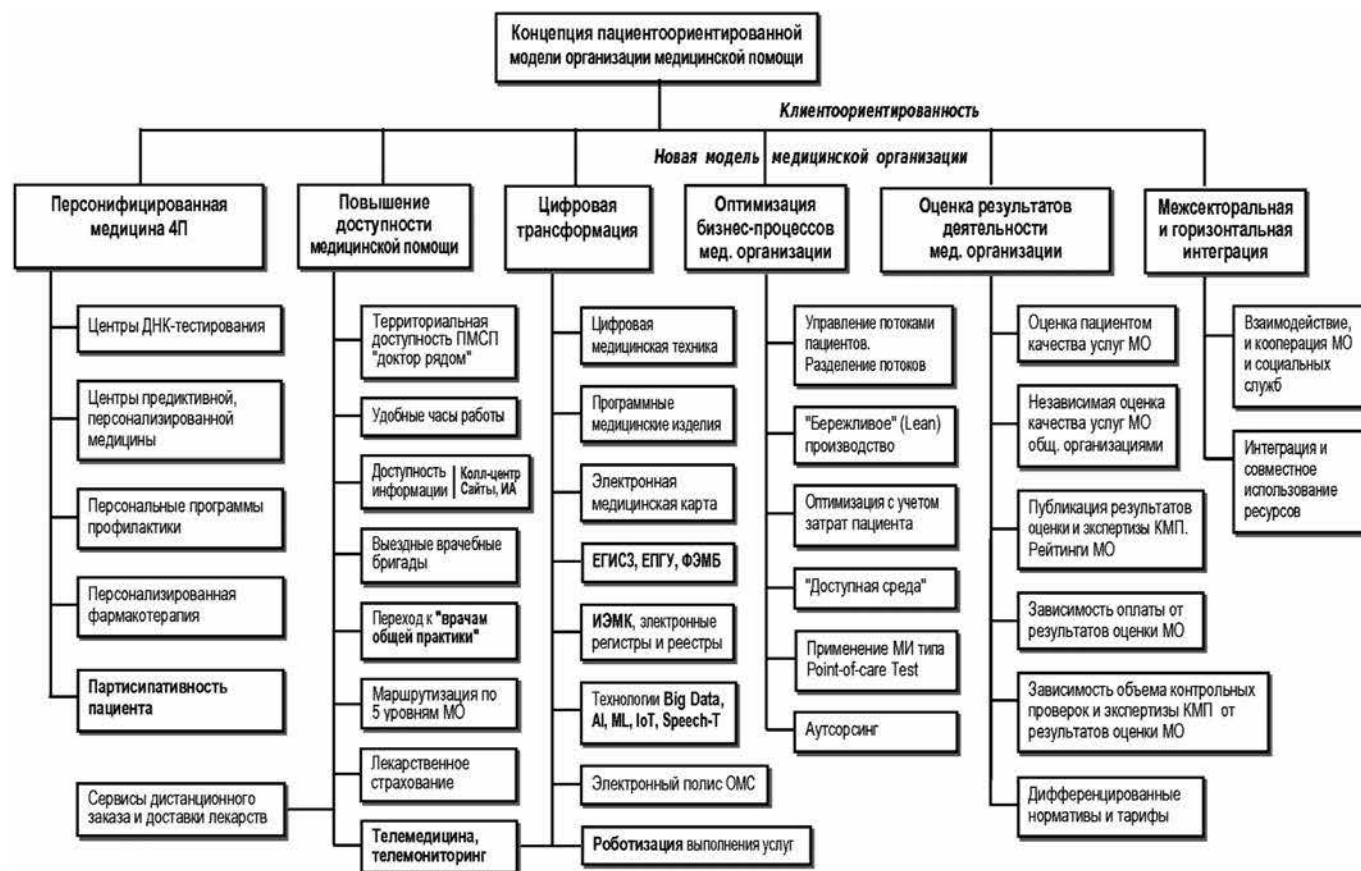 Концепция пациентоориентированной
модели организации медицинской помощи
Клиентоориентированность
Новая модель медицинской организации
Персонифицированная
медицина 4П
Центры ДНК-тестирования
Центры предиктивной,
персонализированной
медицины
Персональные программы
профилактики
Персонализированная
фармакотерапия
Партисипативность
пациента
Сервисы дистанционного
заказа и доставки лекарств
Повышение
доступности
медицинской помощи
Территориальная
доступность ПМСП
"доктор рядом"
Удобные часы работы
Доступность
информации
Колл-центр
Сайты, ИА
Выездные врачебные
бригады
Переход к "врачам
общей практики"
Маршрутизация по
5 уровням МО
Лекарственное
страхование
Телемедицина,
телемониторинг
Цифровая
трансформация
Цифровая
медицинская техника
Программные
медицинские изделия
Электронная
медицинская карта
ЕГИСЗ, ЕПГУ, ФЭМБ
ИЭМК, электронные
регистры и реестры
Технологии Big Data,
AI, ML, IoT, Speech-T
Электронный полис ОМС
Роботизация выполнения услуг
Оптимизация
бизнес-процессов
мед. организации
Управление потоками
пациентов.
Разделение потоков
"Бережливое" (Lean)
производство
Оптимизация с учетом
затрат пациента
"Доступная среда"
Применение МИ типа
Point-of-care Test
Аутсорсинг
Оценка результатов
деятельности
мед. организации
Оценка пациентом
качества услуг МО
Независимая оценка
качества услуг МО
общ. организациями
Публикация результатов
оценки и экспертизы КМП.
Рейтинги МО
Зависимость оплаты от
результатов оценки МО
Зависимость объема контрольных
проверок и экспертизы КМП от
результатов оценки МО
Дифференцированные
нормативы и тарифы
Межсекторальная
и горизонтальная
интеграция
Взаимодействие,
и кооперация МО
и социальных
служб
Интеграция и
совместное
использование
ресурсов